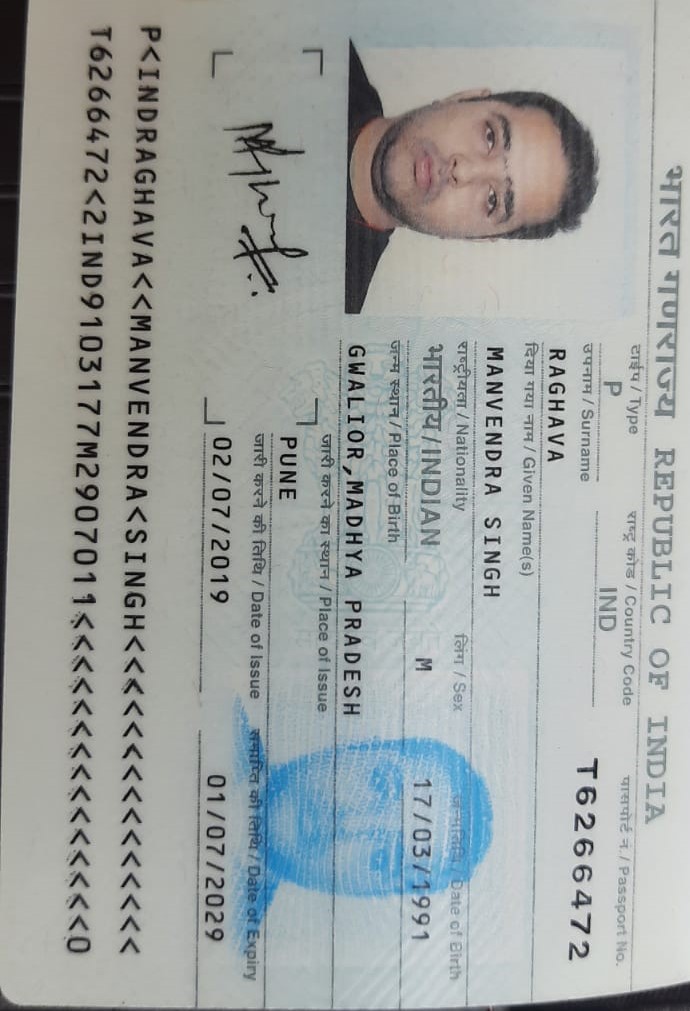 भारत गणराज्य REPUBLIC OF INDIA
टाईप / Type
राष्ट्र कोड / Country Code
पासपोर्ट नं. / Passport No.
P
IND
T6266472
उपनाम / Surname
RAGHAVA
दिया गया नाम / Given Name(s)
MANVENDRA SINGH
राष्ट्रीयता / Nationality
लिंग / Sex
जन्मतिथि / Date of Birth
भारतीय / INDIAN
M
17/03/1991
जन्म स्थान / Place of Birth
GWALIOR, MADHYA PRADESH
जारी करने का स्थान / Place of Issue
PUNE
जारी करने की तिथि / Date of Issue
समाप्ति की तिथि / Date of Expiry
02/07/2019
01/07/2029
P<INDRAGHAVA<<MANVENDRA<SINGH<<<<<<<<<<<<<<<
T6266472<2IND9103177M2907011<<<<<<<<<<<<<<<0